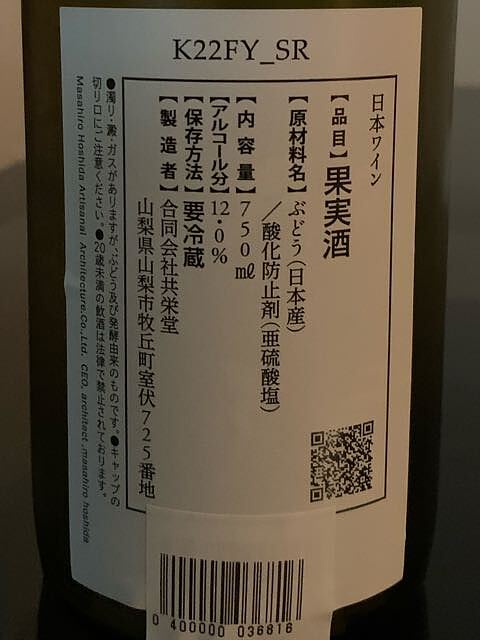 K22FY_SR
日本ワイン
【品目】果実酒
【原材料名】ぶどう(日本産)
／酸化防止剤(亜硫酸塩)
【内容量】750㎖
【アルコール分】12・0%
【保存方法】要冷蔵
【製造者】合同会社共栄堂
山梨県山梨市牧丘町室伏725番地
●濁り・澱・ガスがありますが、ぶどう及び発酵由来のものです。●キャップの
切り口にご注意ください。●20歳未満の飲酒は法律で禁止されております。
Masahiro Hoshida Artisanal Architecture.Co.,Ltd. CEO, architect ,masahiro hoshida
0 400000 036816